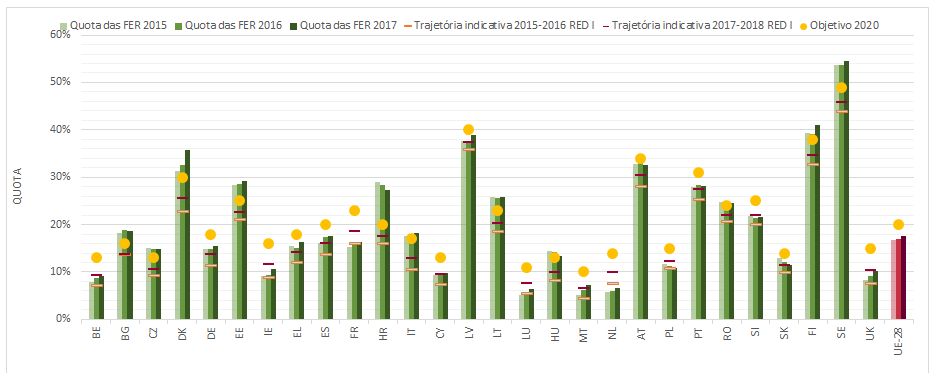 Quota das FER 2015 Quota das FER 2016 Quota das FER 2017 Trajetória indicativa 2015-2016 RED I Trajetória indicativa 2017-2018 RED I Objetivo 2020
60%
50%
40%
30%
20%
10%
0%
QUOTA
BE BG CZ DK DE EE IE EL ES FR HR IT CY LV LT LU HU MT NL AT PL PT RO SI SK FI SE UK UE-28